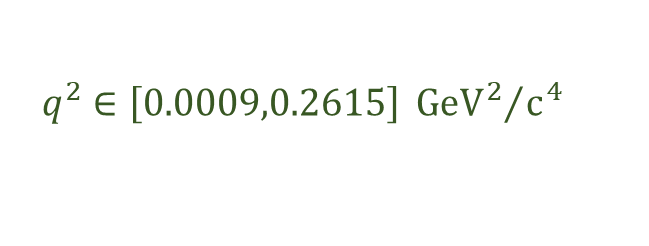 q² ∈ [0.0009,0.2615] GeV²/c⁴